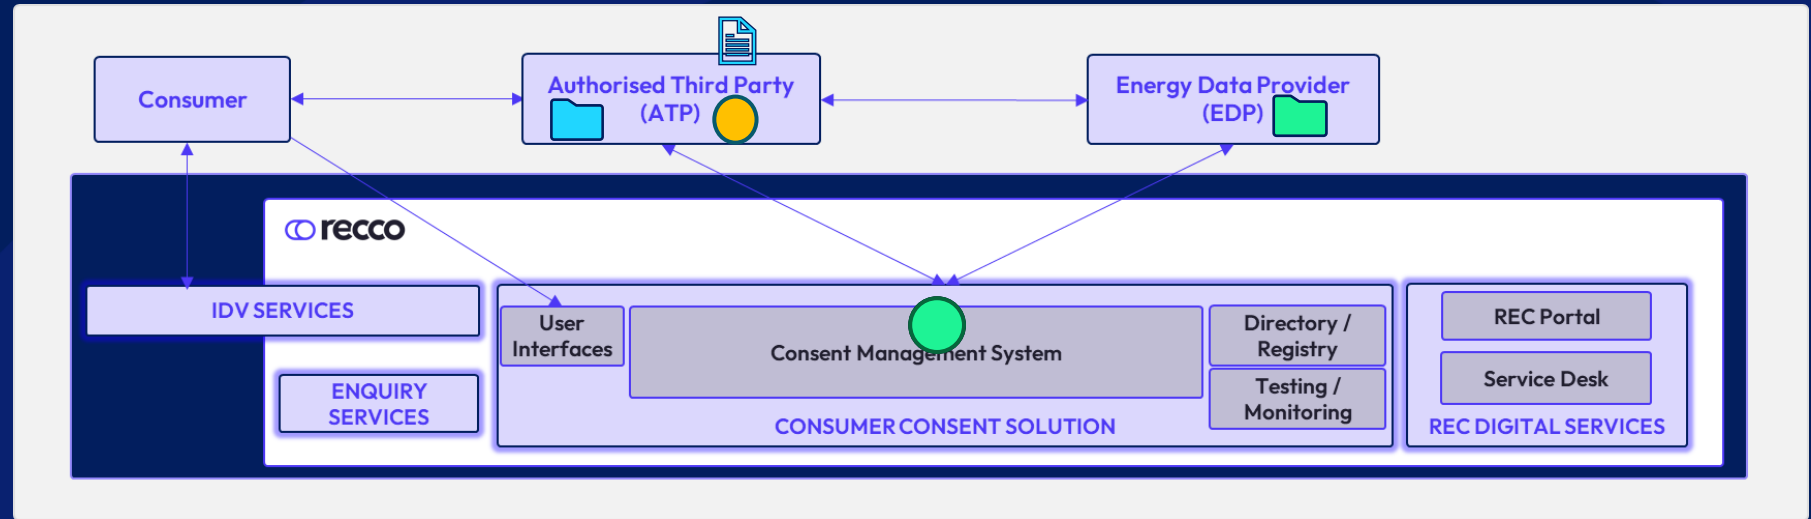 Consumer
Authorised Third Party
(ATP)
Energy Data Provider
(EDP)
recco
IDV SERVICES
ENQUIRY
SERVICES
User
Interfaces
Consent Management System
Directory /
Registry
Testing /
Monitoring
CONSUMER CONSENT SOLUTION
REC Portal
Service Desk
REC DIGITAL SERVICES